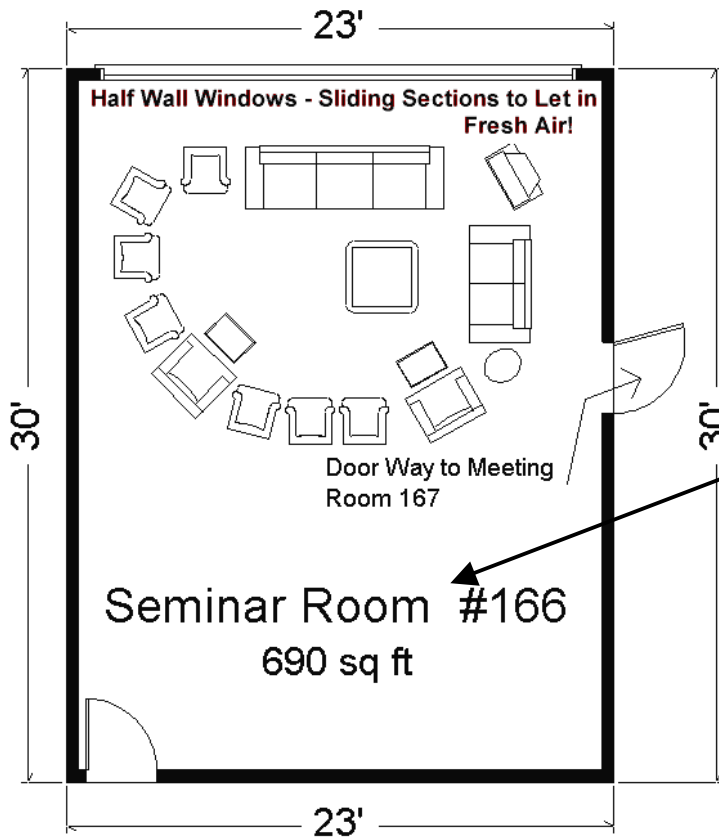 23'
Half Wall Windows - Sliding Sections to Let in
Fresh Air!
30'
30'
Door Way to Meeting
Room 167
Seminar Room #166
690 sq ft
23'